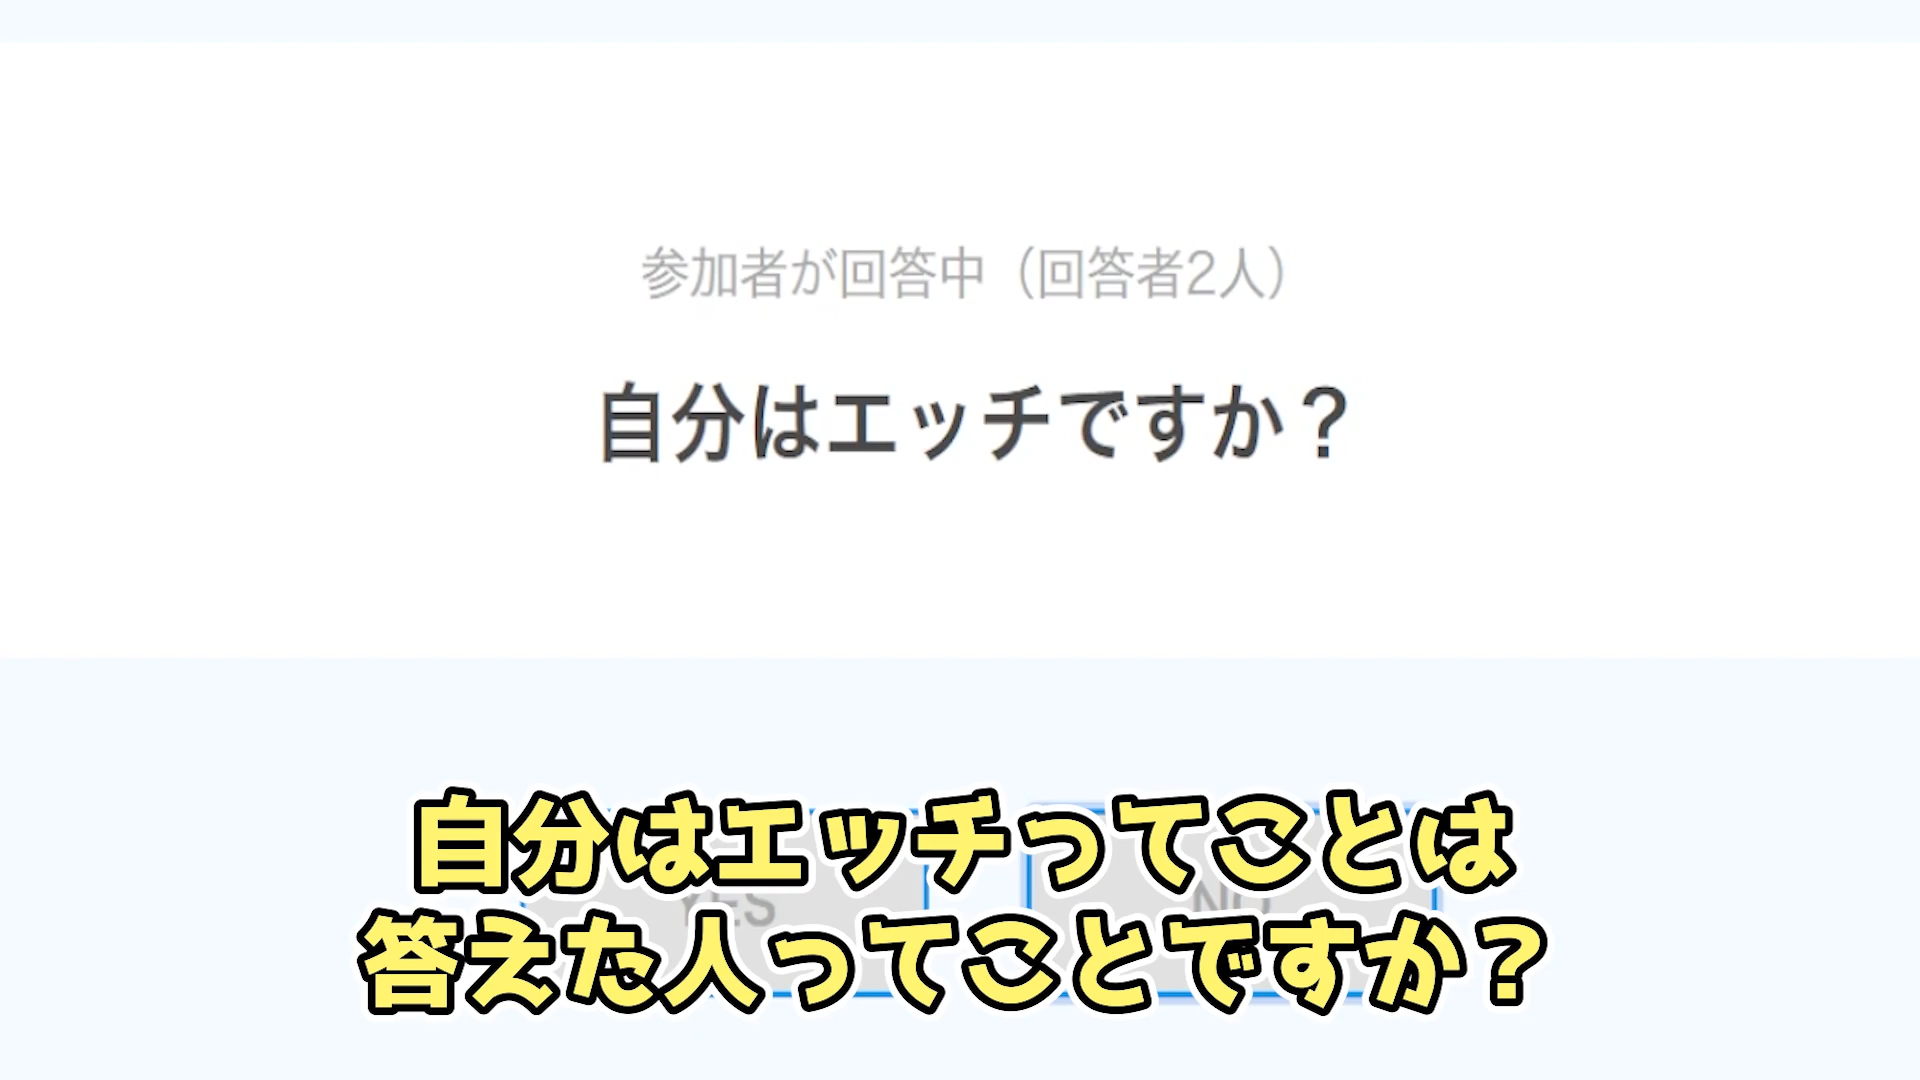 参加者が回答中（回答者2人）
自分はエッチですか？
自分はエッチってことは
YES
NO
答えた人ってことですか？